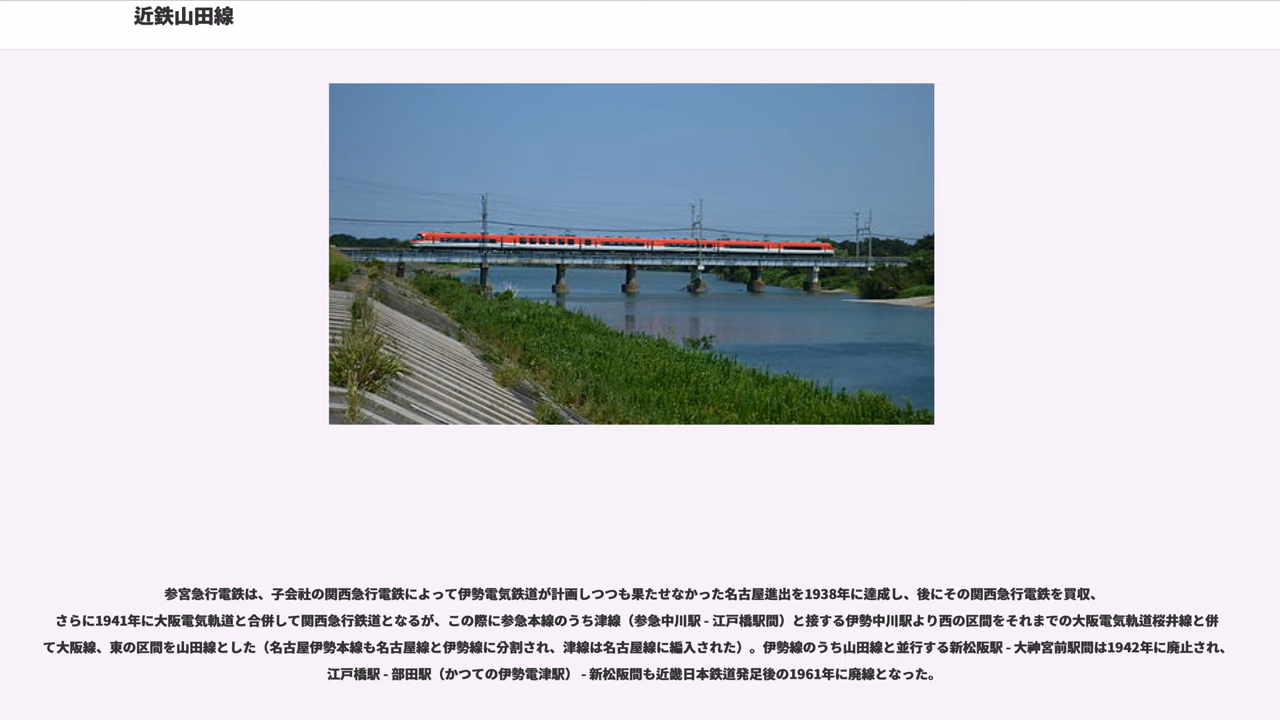 近鉄山田線
参宮急行電鉄は、子会社の関西急行電鉄によって伊勢電気鉄道が計画しつつも果たせなかった名古屋進出を1938年に達成し、後にその関西急行電鉄を買収、
さらに1941年に大阪電気軌道と合併して関西急行鉄道となるが、この際に参急本線のうち津線（参急中川駅 - 江戸橋駅間）と接する伊勢中川駅より西の区間をそれまでの大阪電気軌道桜井線と併
て大阪線、東の区間を山田線とした（名古屋伊勢本線も名古屋線と伊勢線に分割され、津線は名古屋線に編入された）。伊勢線のうち山田線と並行する新松阪駅 - 大神宮前駅間は1942年に廃止され、
江戸橋駅 - 部田駅（かつての伊勢電津駅） - 新松阪間も近畿日本鉄道発足後の1961年に廃線となった。